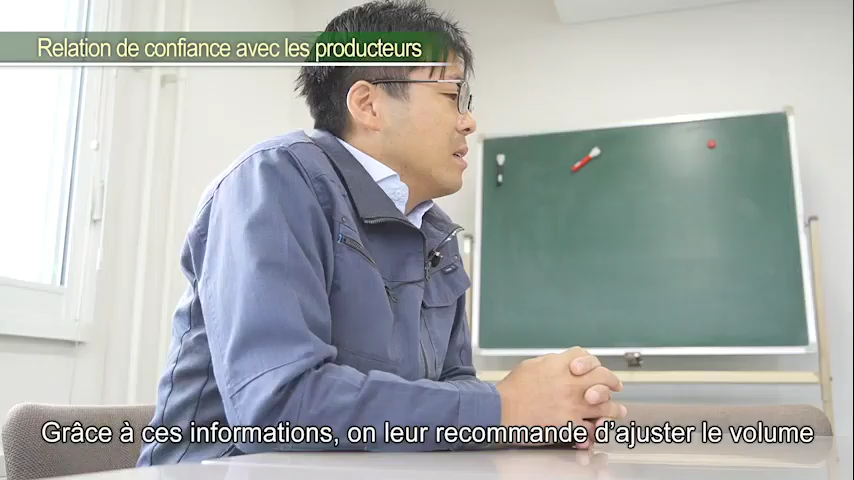 Relation de confiance avec les producteurs
Grâce à ces informations, on leur recommande d'ajuster le volume